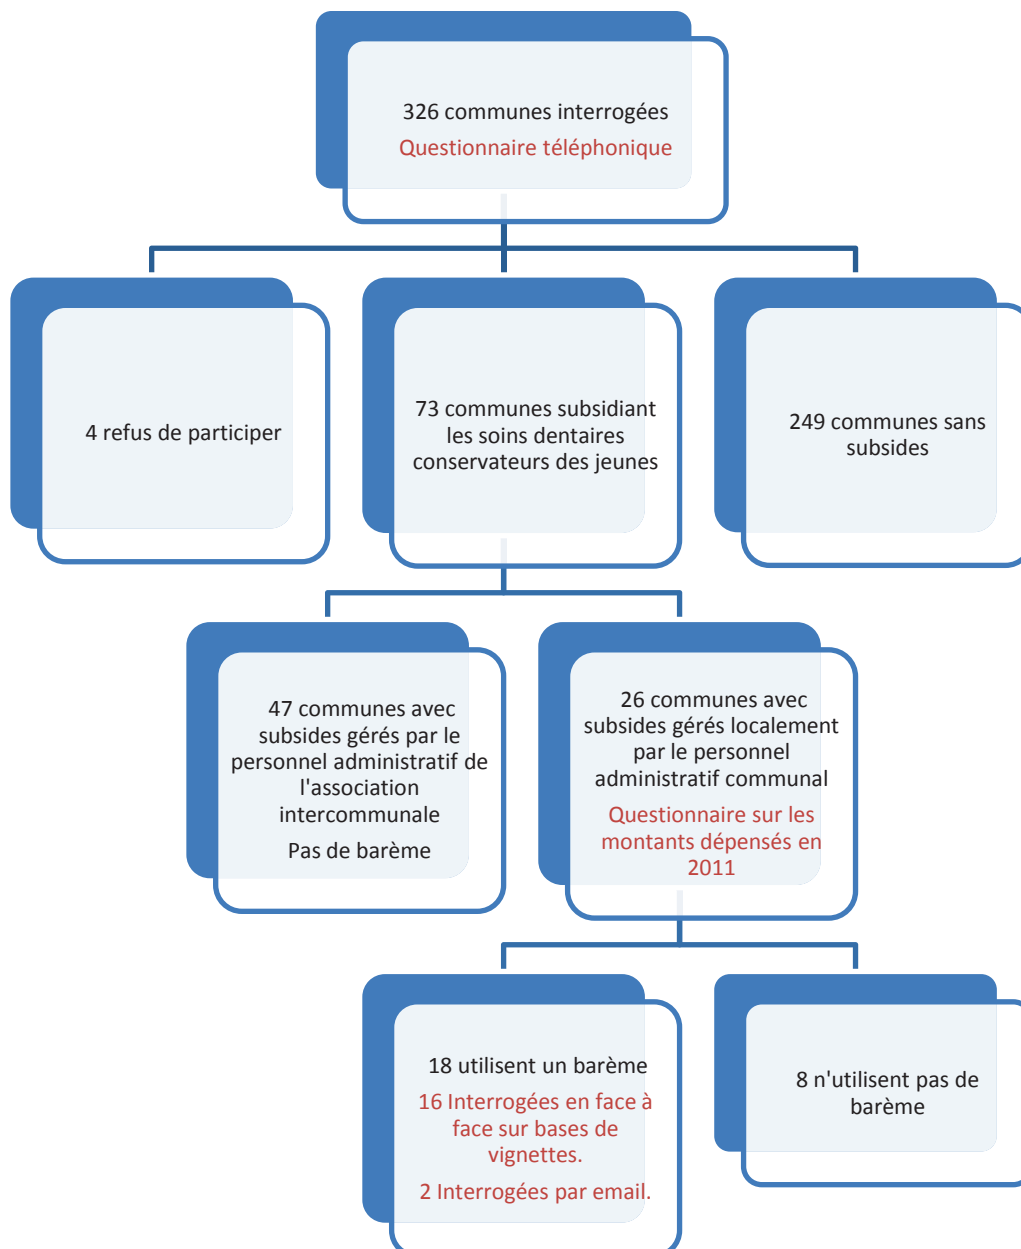 326 communes interrogées
Questionnaire téléphonique
4 refus de participer
73 communes subsidiant
les soins dentaires
conservateurs des jeunes
249 communes sans
subsides
47 communes avec
subsides gérés par le
personnel administratif de
l'association
intercommunale
Pas de barème
26 communes avec
subsides gérés localement
par le personnel
administratif communal
Questionnaire sur les
montants dépensés en
2011
18 utilisent un barème
16 Interrogées en face à
face sur bases de
vignettes.
2 Interrogées par email.
8 n'utilisent pas de
barème